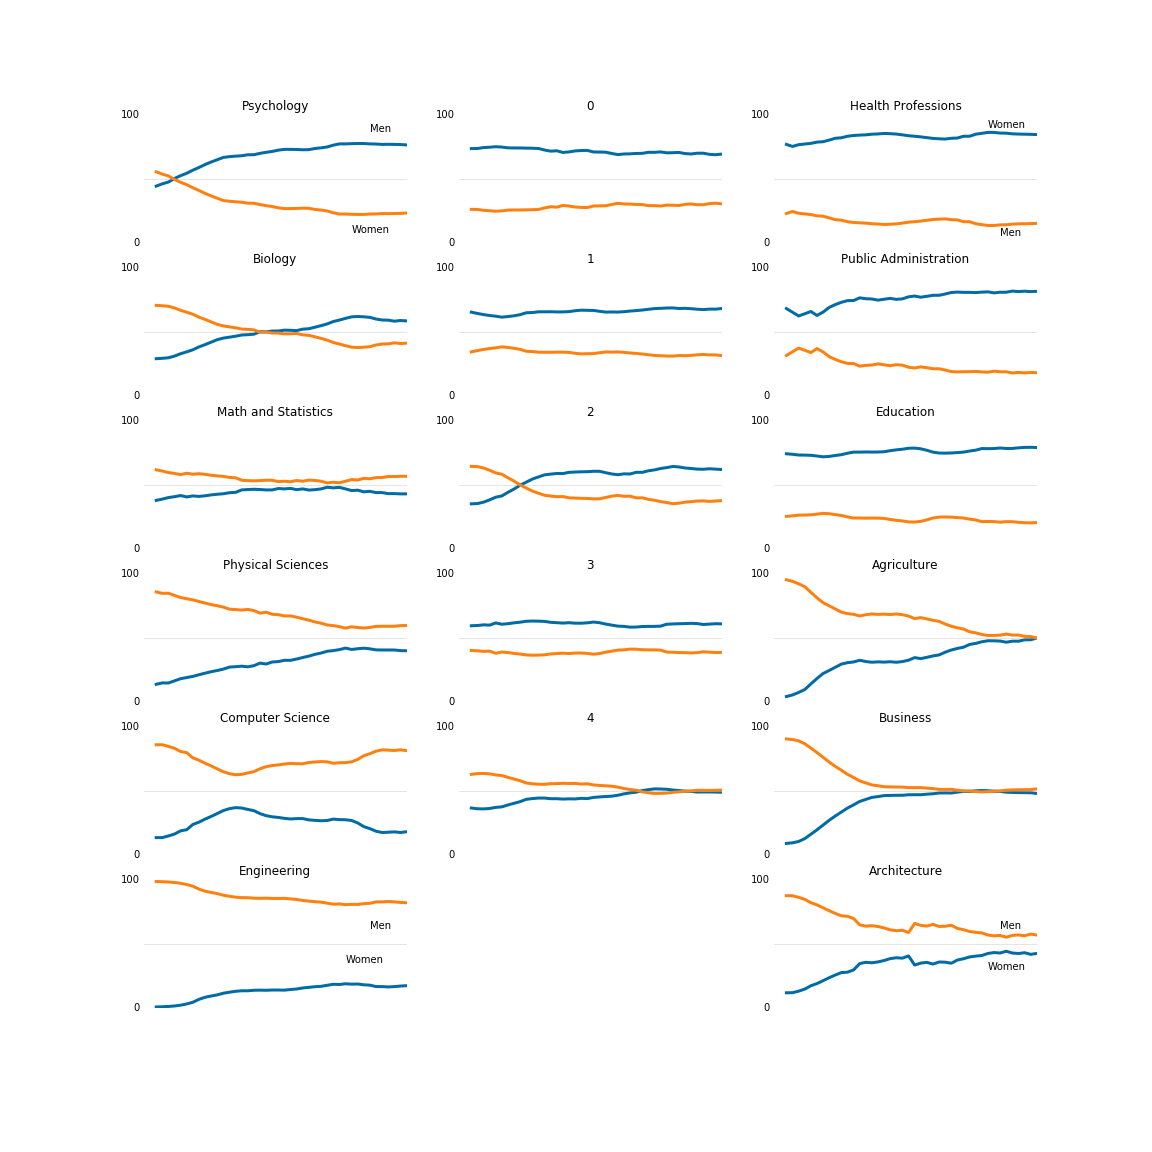 Psychology
100
Men
Women
0
0
100
0
Health Professions
100
Women
Men
0
Biology
100
0
1
Public Administration
100
0
Math and Statistics
100
0
2
100
0
Education
100
0
Physical Sciences
100
0
3
100
0
Agriculture
100
0
Computer Science
100
0
4
0
Business
100
0
Engineering
100
Men
Women
0
Architecture
100
Men
Women
0